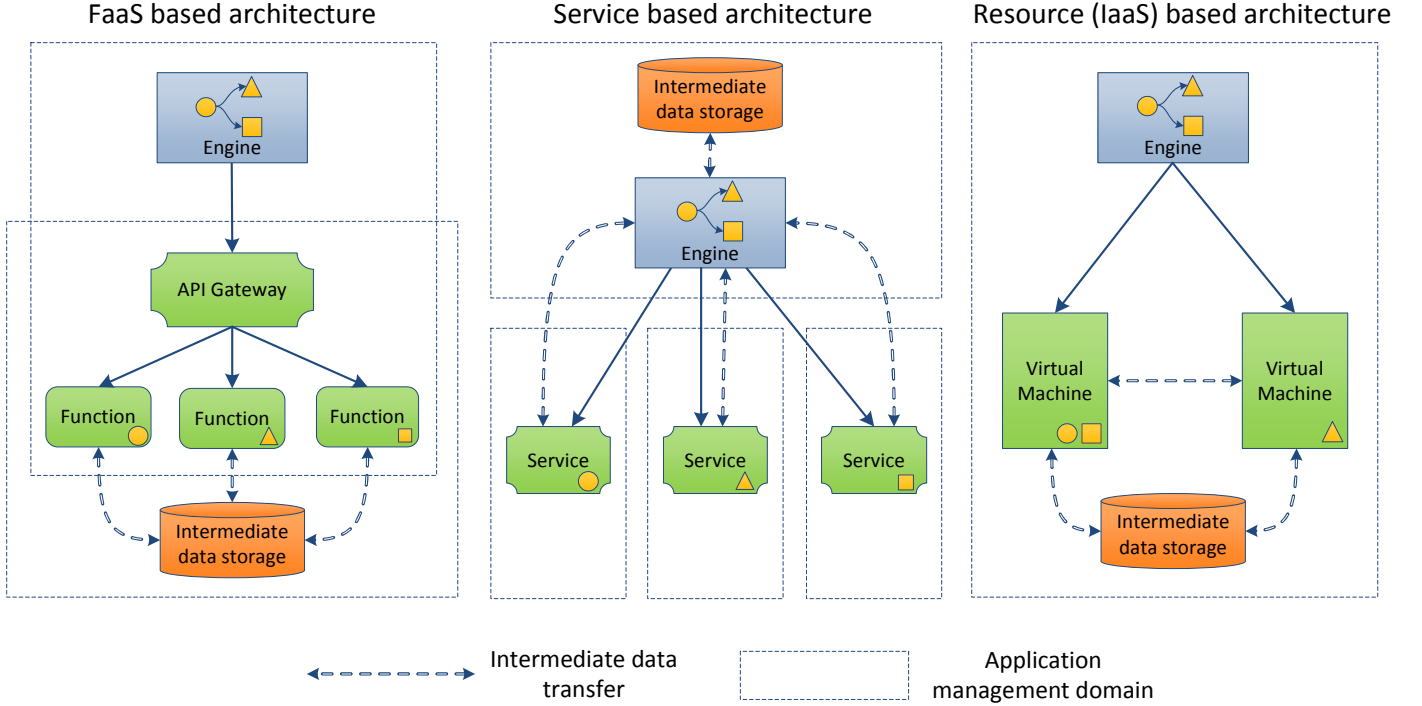 FaaS based architecture
Engine
API Gateway
Function
Function
Function
Intermediate
data storage
Service based architecture
Intermediate
data storage
Engine
Service
Service
Service
Resource (IaaS) based architecture
Engine
Virtual
Machine
Virtual
Machine
Intermediate
data storage
Intermediate data
transfer
Application
management domain